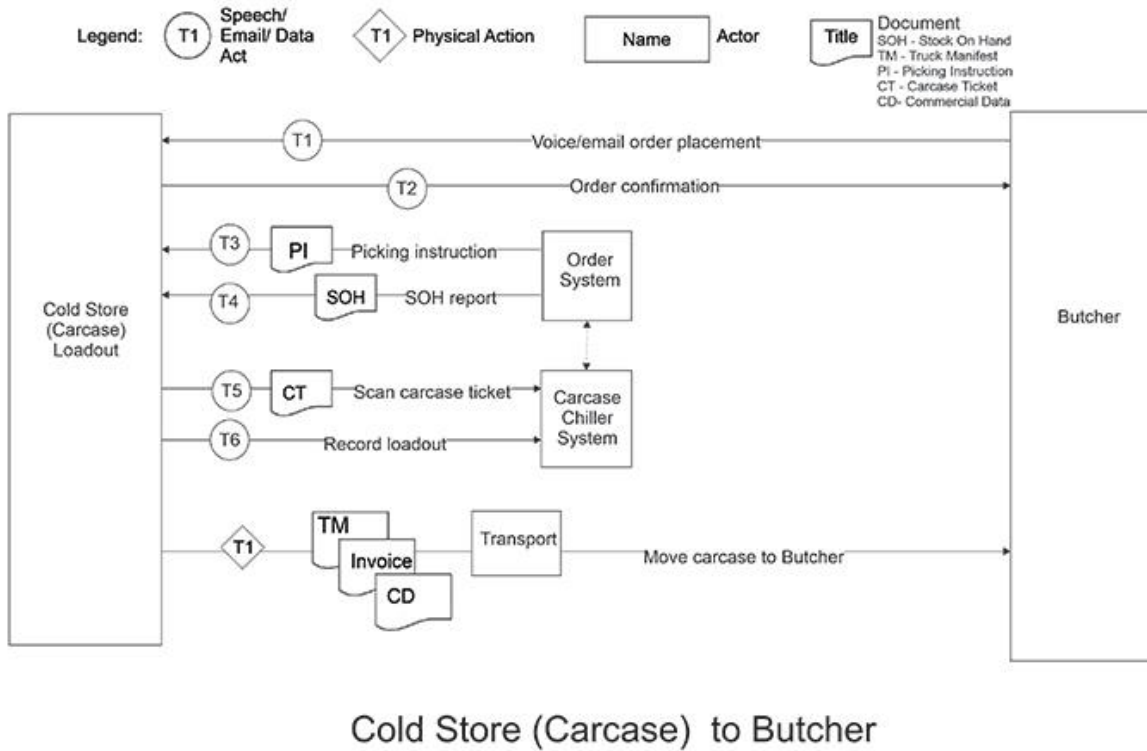 Legend:
T1
Speech/
Email/ Data
Act
T1
Physical Action
Name
Actor
Title
Document
SOH - Stock On Hand
TM - Truck Manifest
PI - Picking Instruction
CT - Carcase Ticket
CD- Commercial Data
Cold Store
(Carcase)
Loadout
Butcher
T1
Voice/email order placement
T2
Order confirmation
T3
PI
Picking instruction
T4
SOH
SOH report
Order
System
T5
CT
Scan carcase ticket
T6
Record loadout
Carcase
Chiller
System
T1
TM
Invoice
CD
Transport
Move carcase to Butcher
Cold Store (Carcase) to Butcher